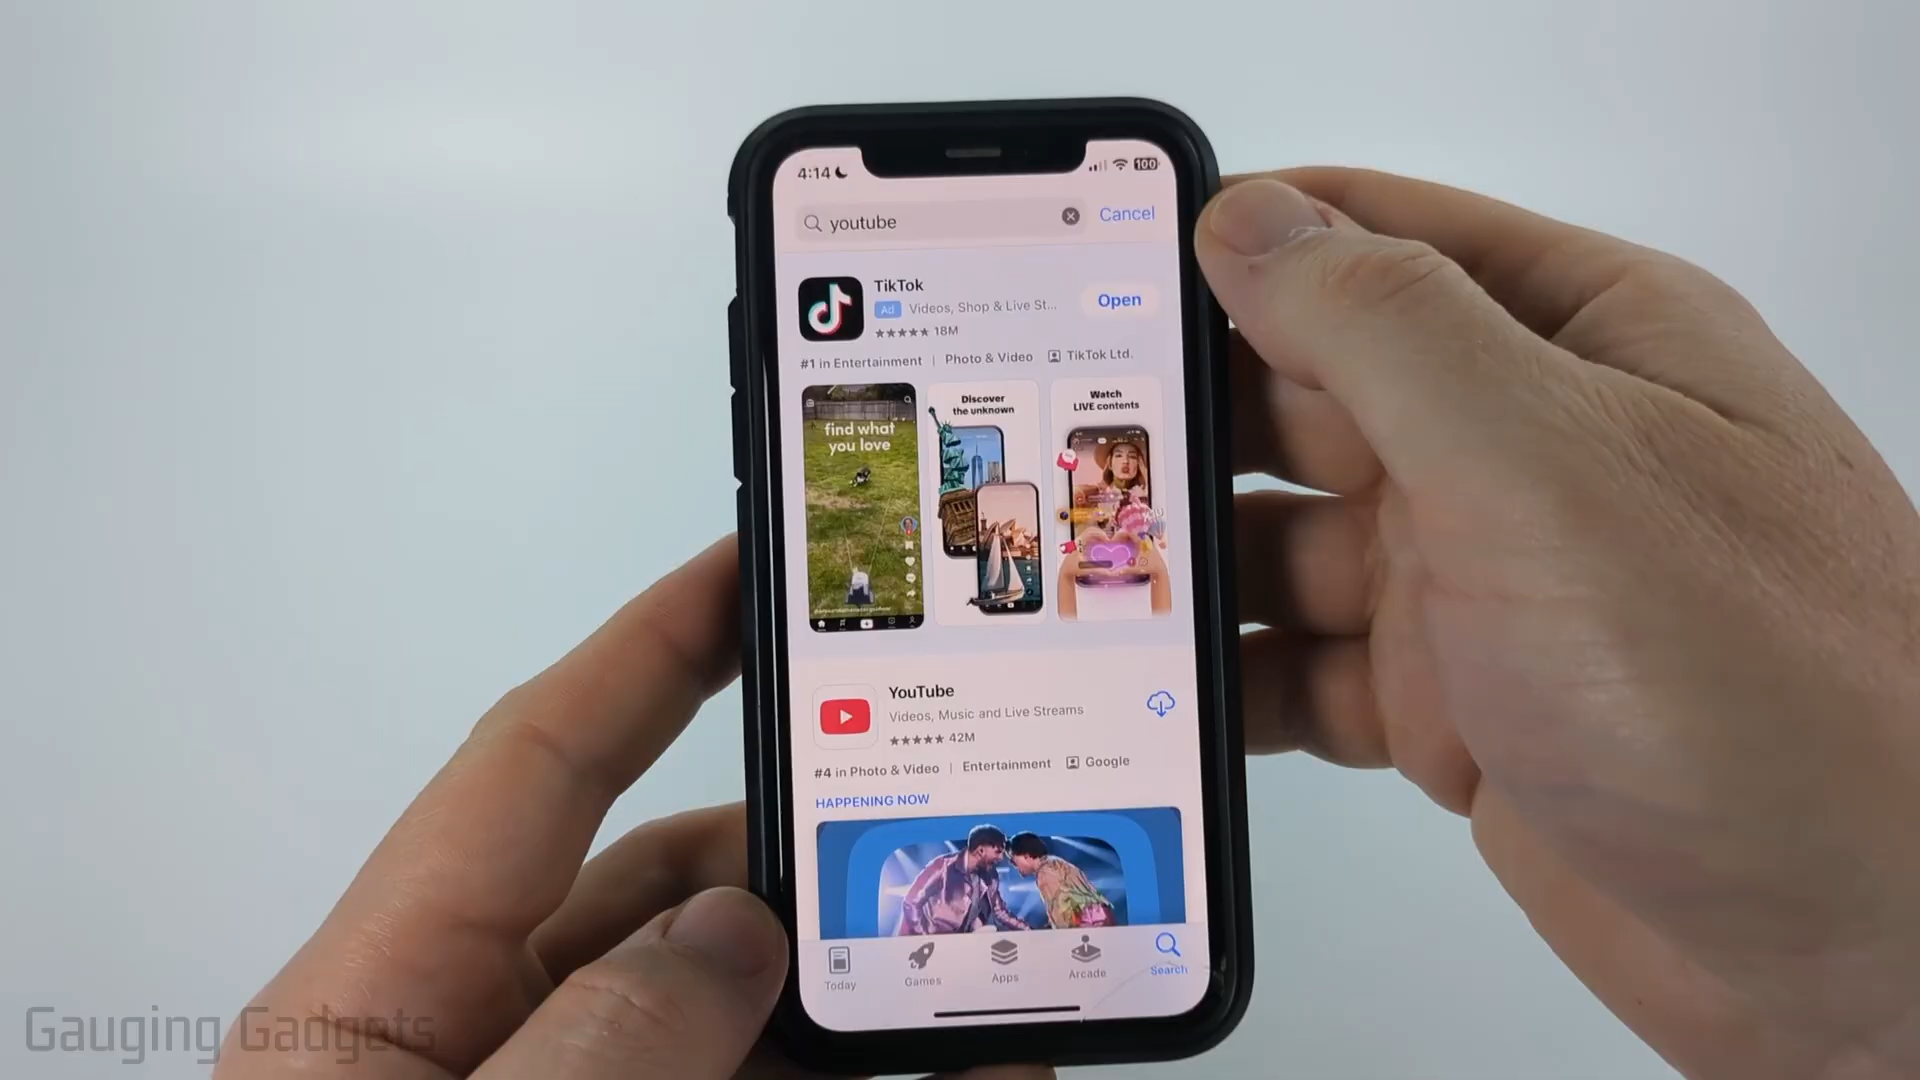 4:14
100
youtube
Cancel
TikTok
Ad Videos, Shop & Live St...
Open
18M
#1 in Entertainment | Photo & Video TikTok Ltd.
find what
you love
Discover
the unknown
Watch
LIVE contents
YouTube
Videos, Music and Live Streams
42M
#4 in Photo & Video | Entertainment Google
HAPPENING NOW
Today
Games
Apps
Arcade
Search
Gauging Gadgets